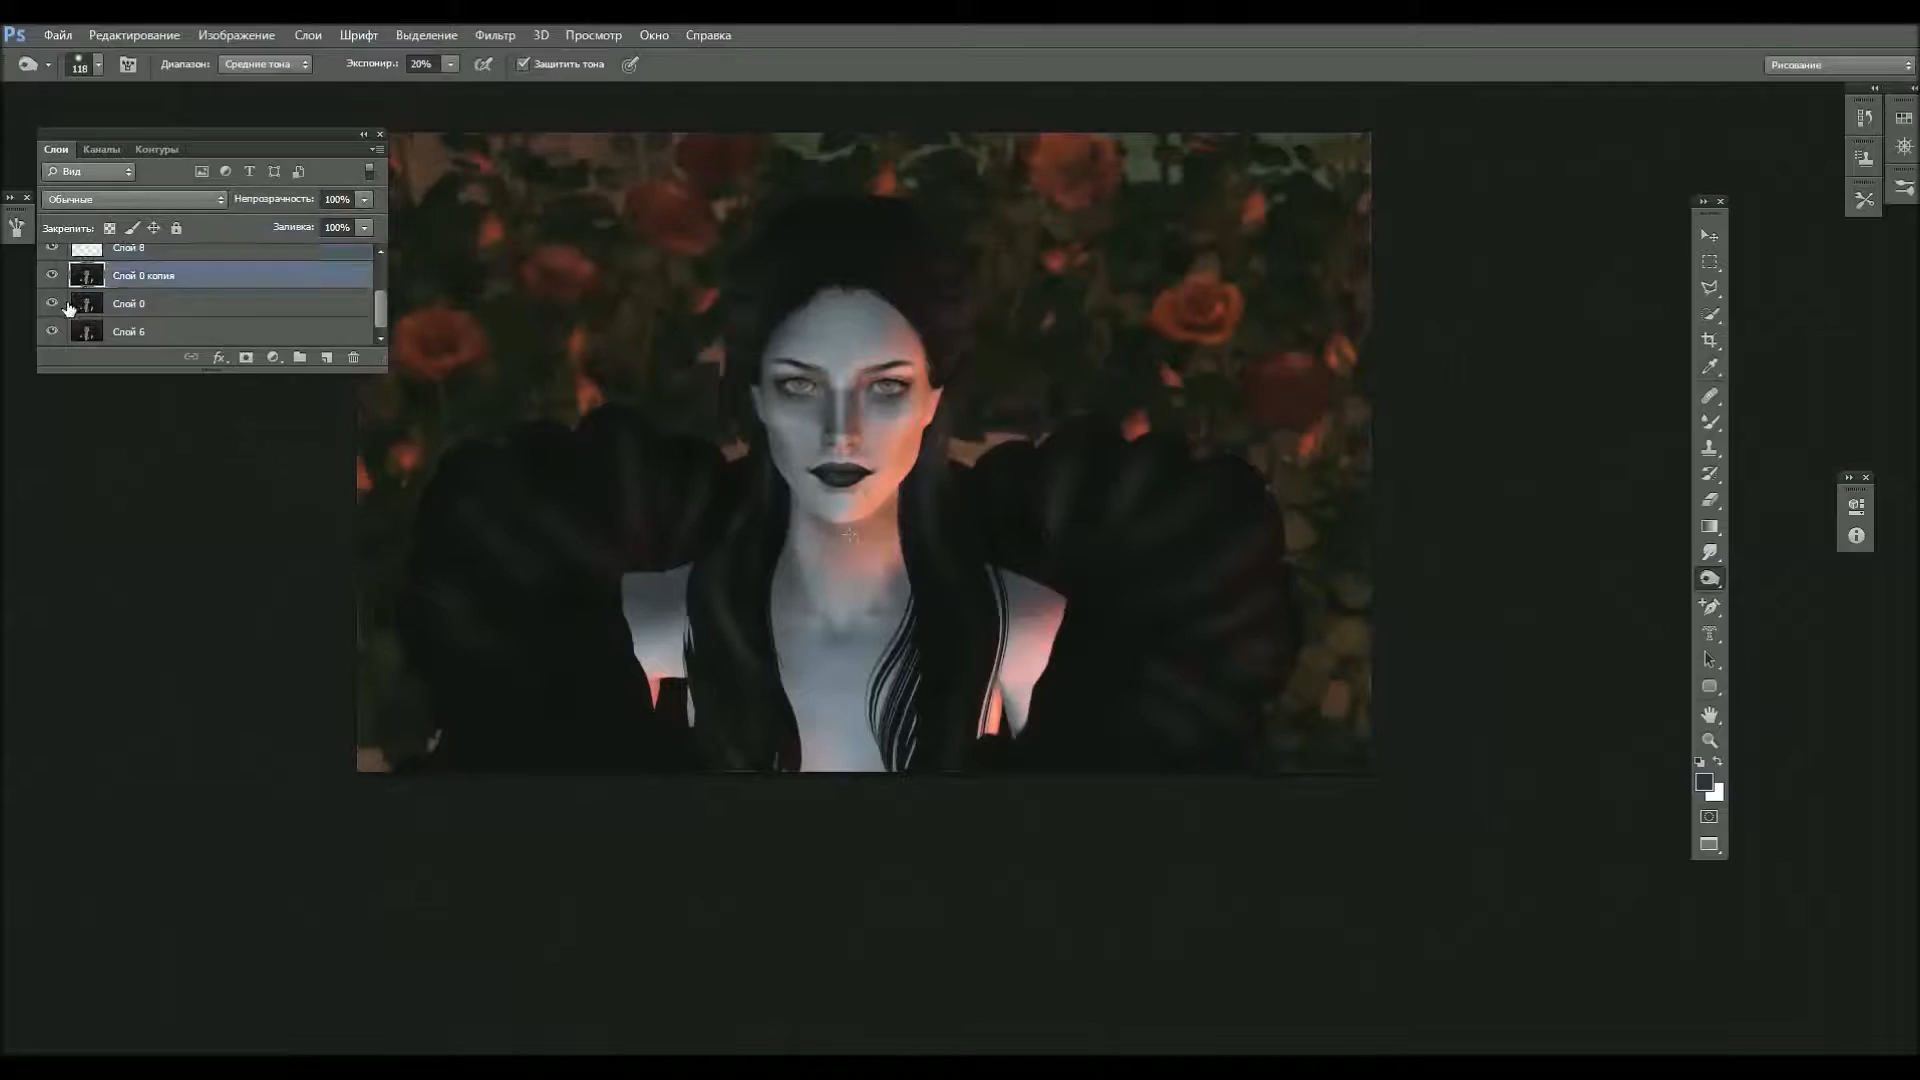 Ps Файл Редактирование Изображение Слои Шрифт Выделение Фильтр 3D Просмотр Окно Справка
118 Диапазон: Средние тона Экспонир.: 20% Защитить тона Рисование
Слои Каналы Контуры
Вид
Обычные Непрозрачность: 100%
Закрепить: Заливка: 100%
Слой 8
Слой 0 копия
Слой 0
Слой 6
fx